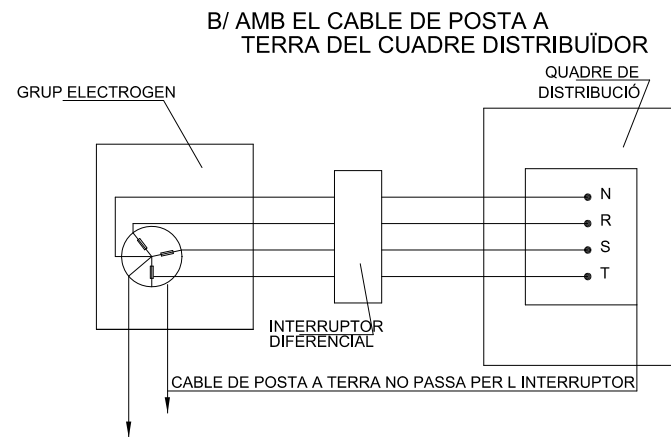 B/ AMB EL CABLE DE POSTA A
TERRA DEL CUADRE DISTRIBUÏDOR
QUADRE DE
DISTRIBUCIÓ
GRUP ELECTROGEN
N
R
S
T
INTERRUPTOR
DIFERENCIAL
CABLE DE POSTA A TERRA NO PASSA PER L INTERRUPTOR